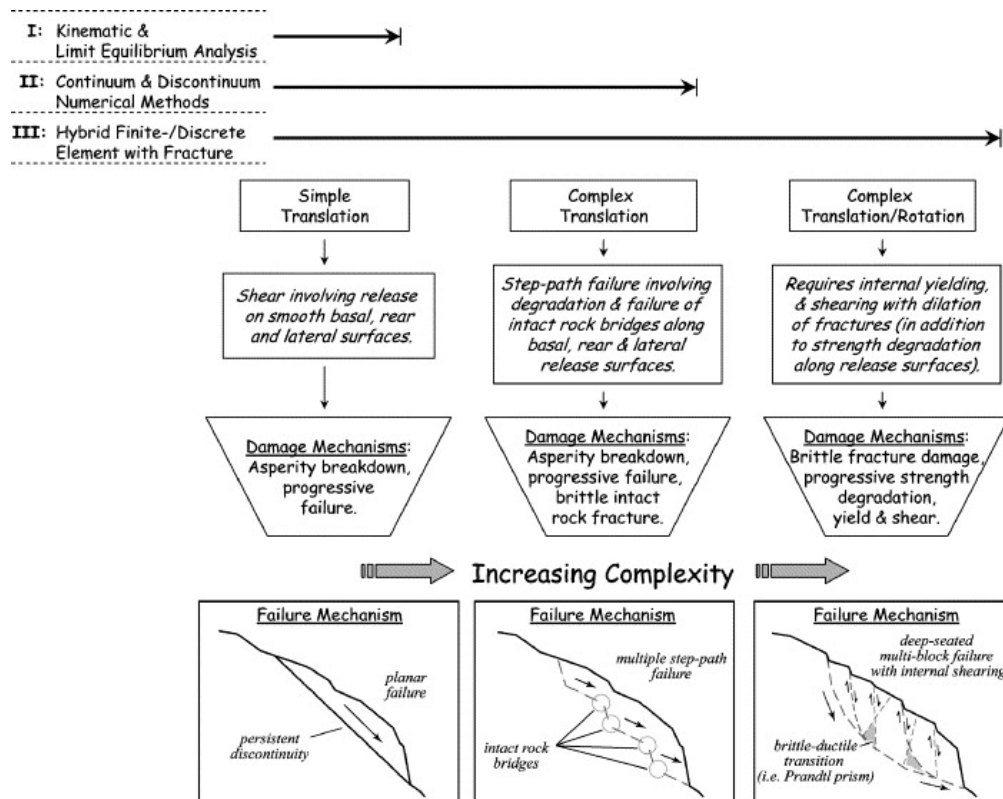 I: Kinematic &
Limit Equilibrium Analysis
II: Continuum & Discontinuum
Numerical Methods
III: Hybrid Finite-/Discrete
Element with Fracture
Simple
Translation
Shear involving release
on smooth basal, rear
and lateral surfaces.
Damage Mechanisms:
Asperity breakdown,
progressive
failure.
Complex
Translation
Step-path failure involving
degradation & failure of
intact rock bridges along
basal, rear & lateral
release surfaces.
Damage Mechanisms:
Asperity breakdown,
progressive failure,
brittle intact
rock fracture.
Complex
Translation/Rotation
Requires internal yielding,
& shearing with dilation
of fractures (in addition
to strength degradation
along release surfaces).
Damage Mechanisms:
Brittle fracture damage,
progressive strength
degradation,
yield & shear.
Increasing Complexity
Failure Mechanism
planar
failure
persistent
discontinuity
Failure Mechanism
multiple step-path
failure
intact rock
bridges
Failure Mechanism
deep-seated
multi-block failure
with internal shearing
brittle-ductile
transition
(i.e. Prandtl prism)